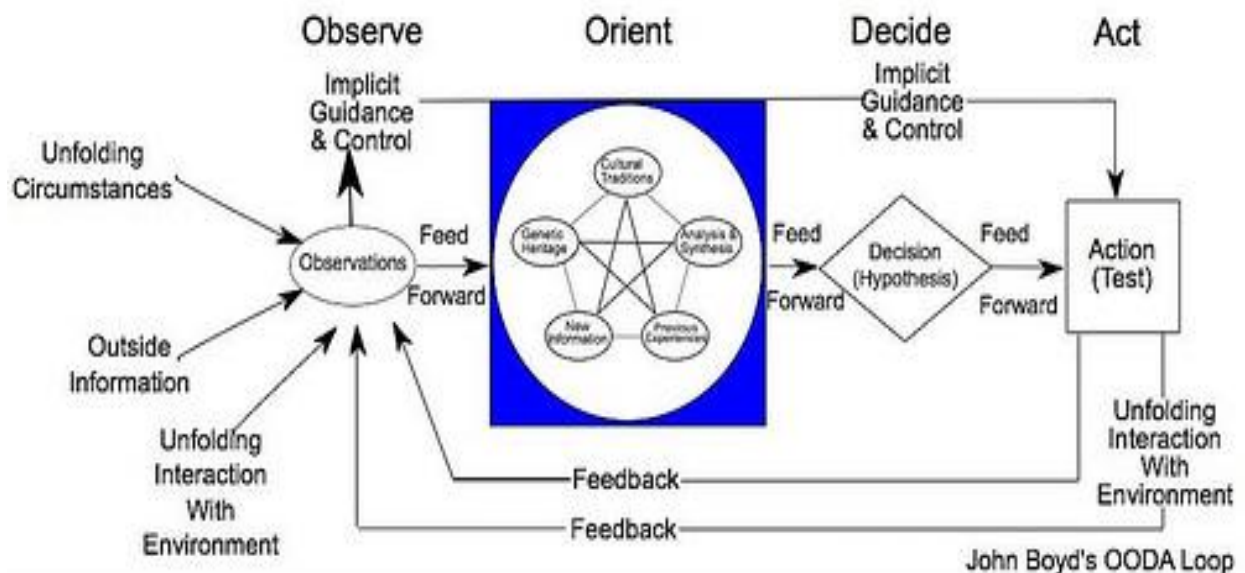 Observe
Orient
Decide
Act
Implicit
Guidance
& Control
Implicit
Guidance
& Control
Unfolding
Circumstances
Observations
Outside
Information
Unfolding
Interaction
With
Environment
Feed
Forward
Cultural
Traditions
Genetic
Heritage
Analysis &
Synthesis
New
Information
Previous
Experiences
Feed
Forward
Decision
(Hypothesis)
Feed
Forward
Action
(Test)
Unfolding
Interaction
With
Environment
Feedback
Feedback
John Boyd's OODA Loop